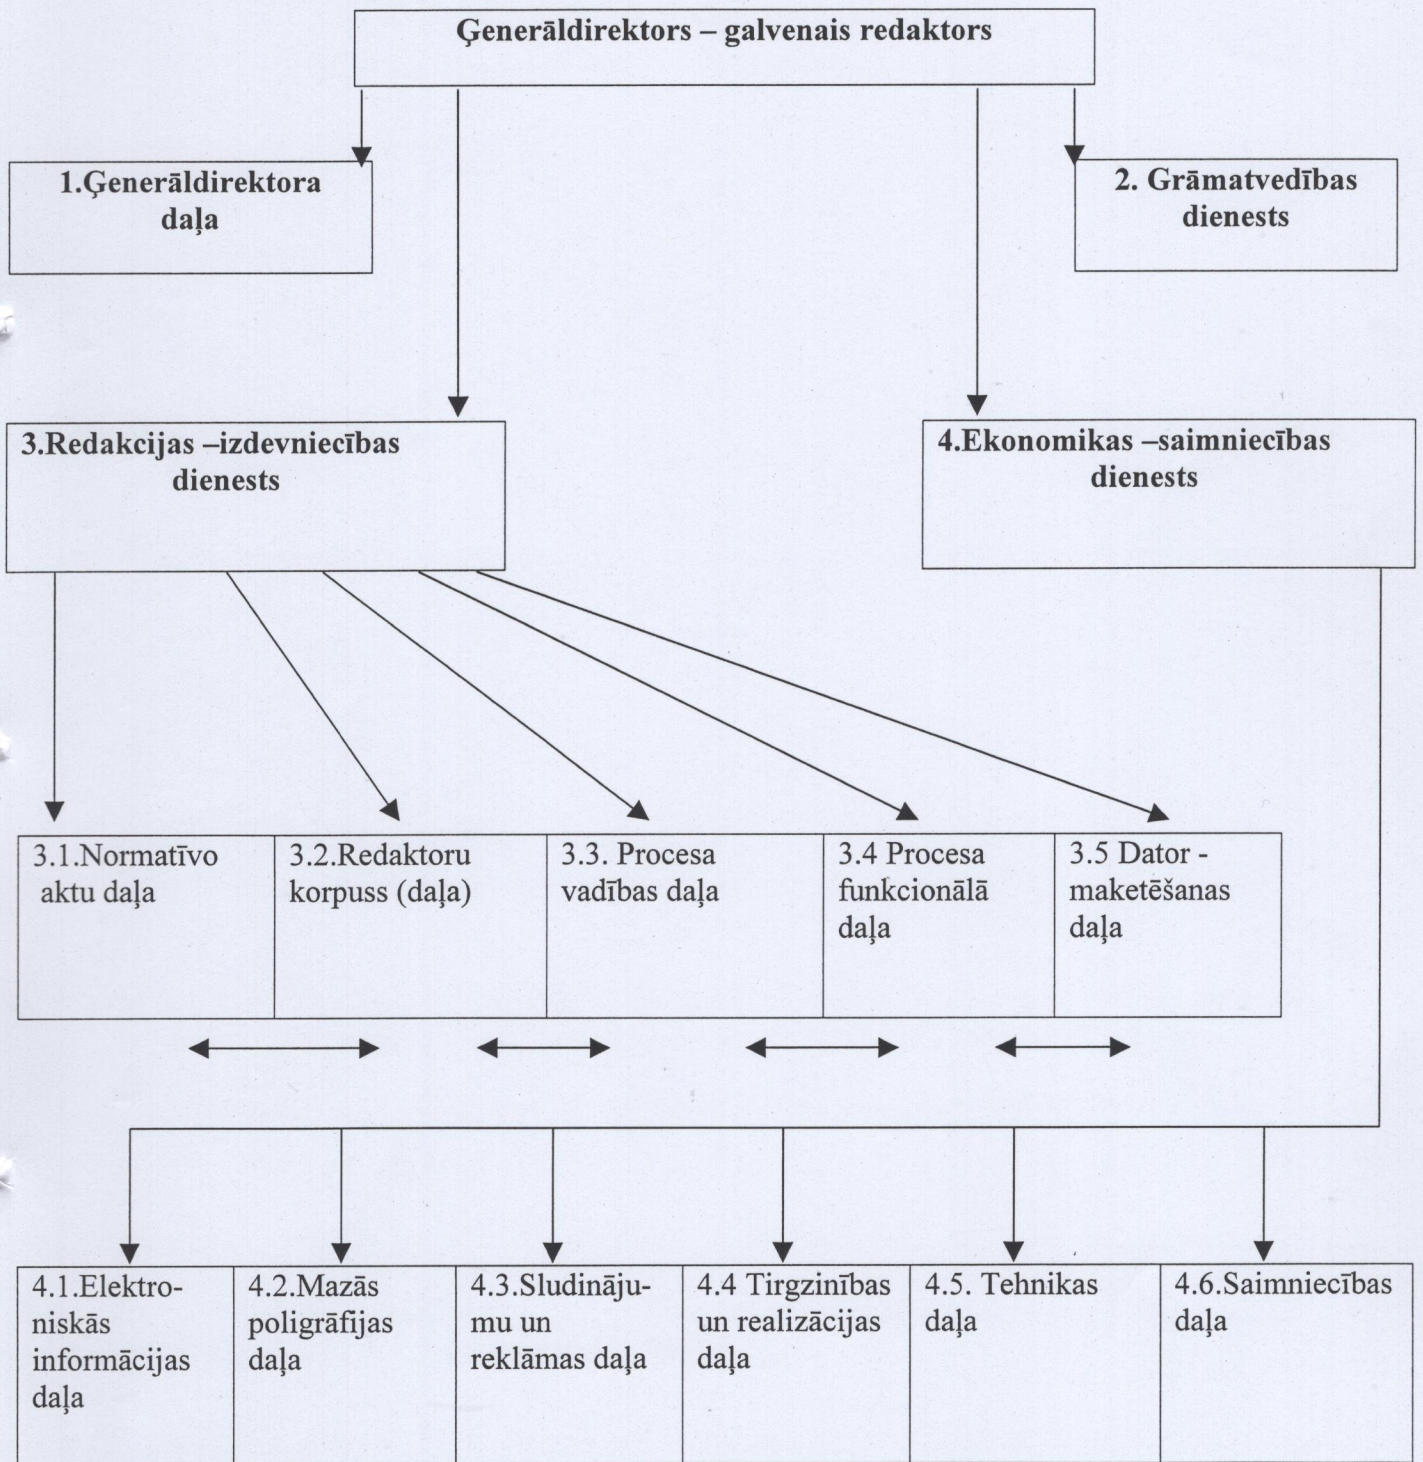 Ģenerāldirektors – galvenais redaktors
1.Ģenerāldirektora
daļa
2. Grāmatvedības
dienests
3.Redakcijas –izdevniecības
dienests
4.Ekonomikas –saimniecības
dienests
3.1.Normatīvo
aktu daļa
3.2.Redaktoru
korpuss (daļa)
3.3. Procesa
vadības daļa
3.4 Procesa
funkcionālā
daļa
3.5 Dator -
maketēšanas
daļa
4.1.Elektro-
niskās
informācijas
daļa
4.2.Mazās
poligrāfijas
daļa
4.3.Sludināju-
mu un
reklāmas daļa
4.4 Tirgzinības
un realizācijas
daļa
4.5. Tehnikas
daļa
4.6.Saimniecības
daļa